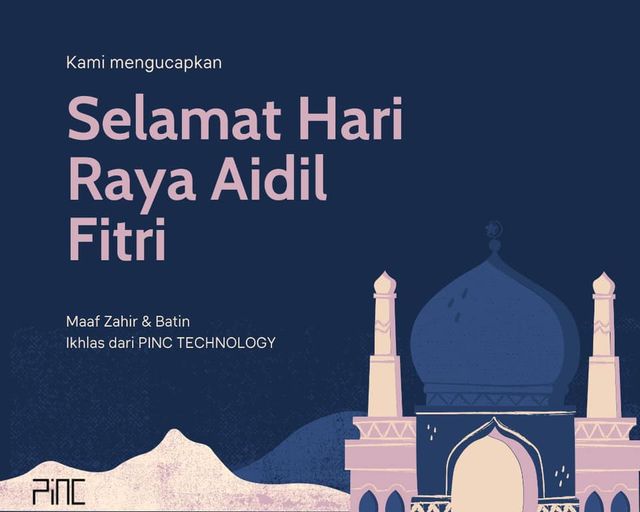 Kami mengucapkan
Selamat Hari
Raya Aidil
Fitri
Maaf Zahir & Batin
Ikhlas dari PINC TECHNOLOGY
PiNC